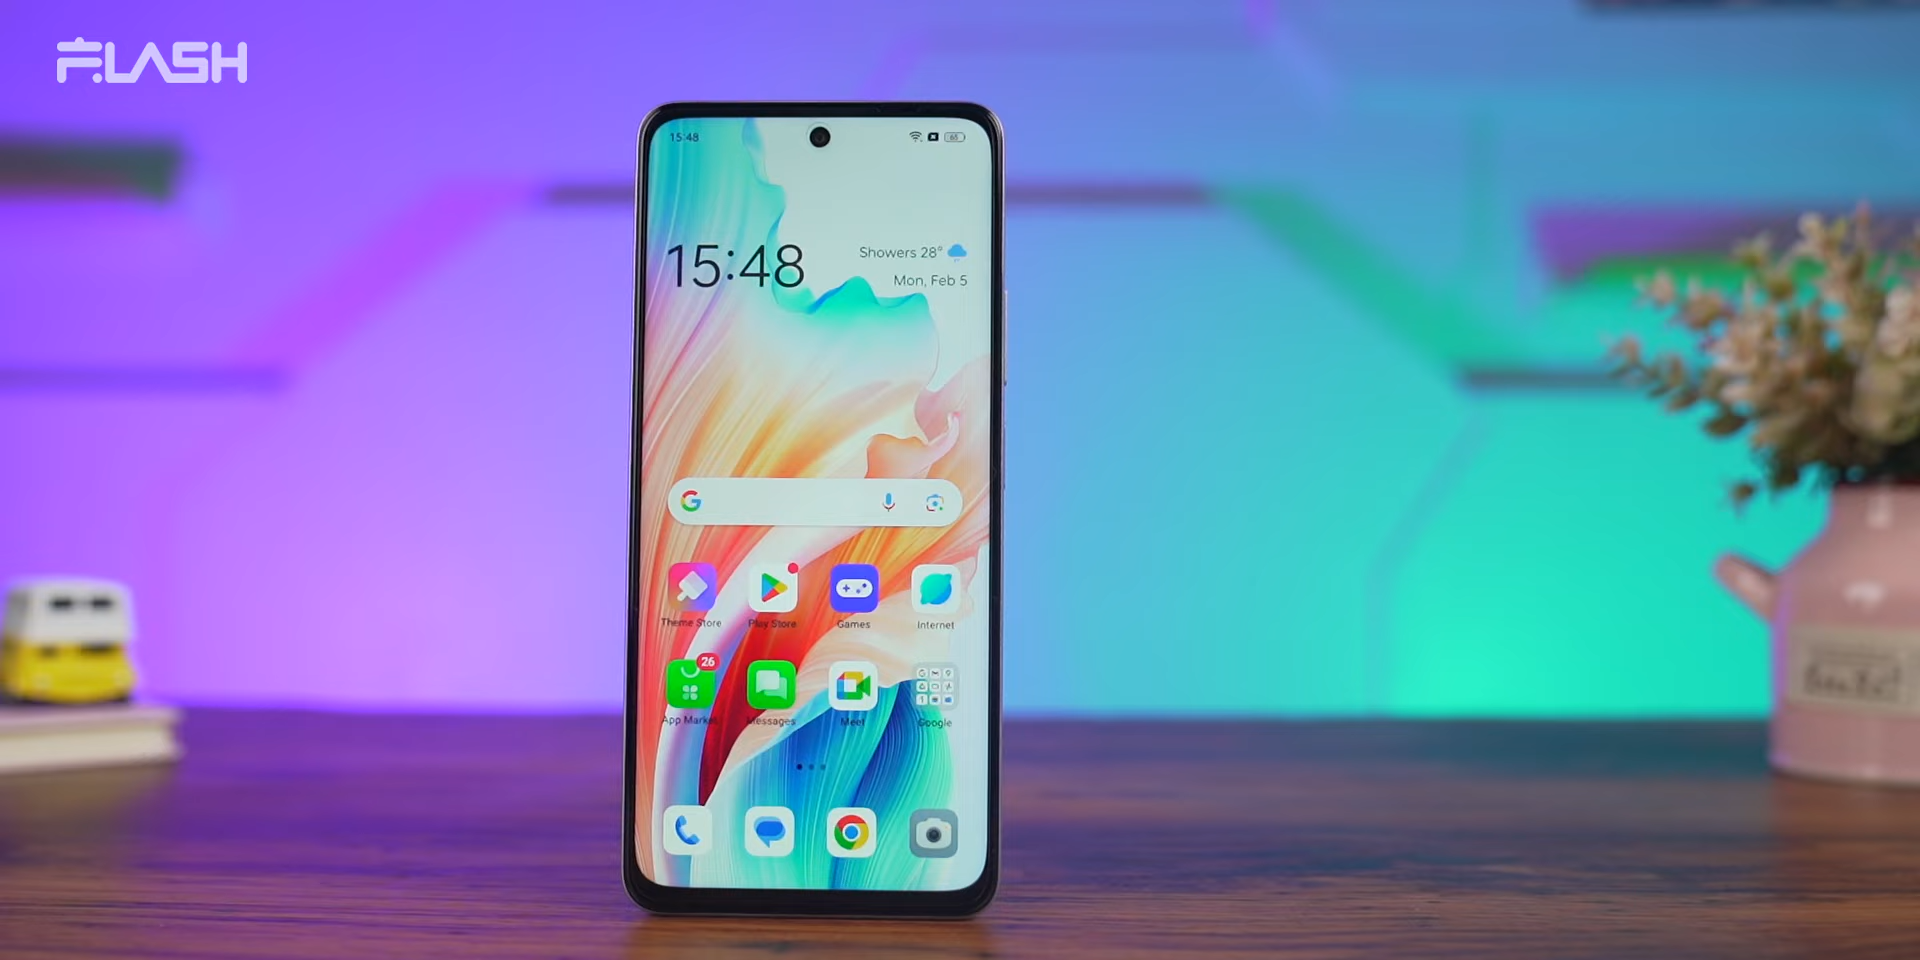 FLASH
15:48
65
15:48
Showers 28°
Mon, Feb 5
Theme Store
Play Store
Games
Internet
26
App Market
Messages
Meet
Google